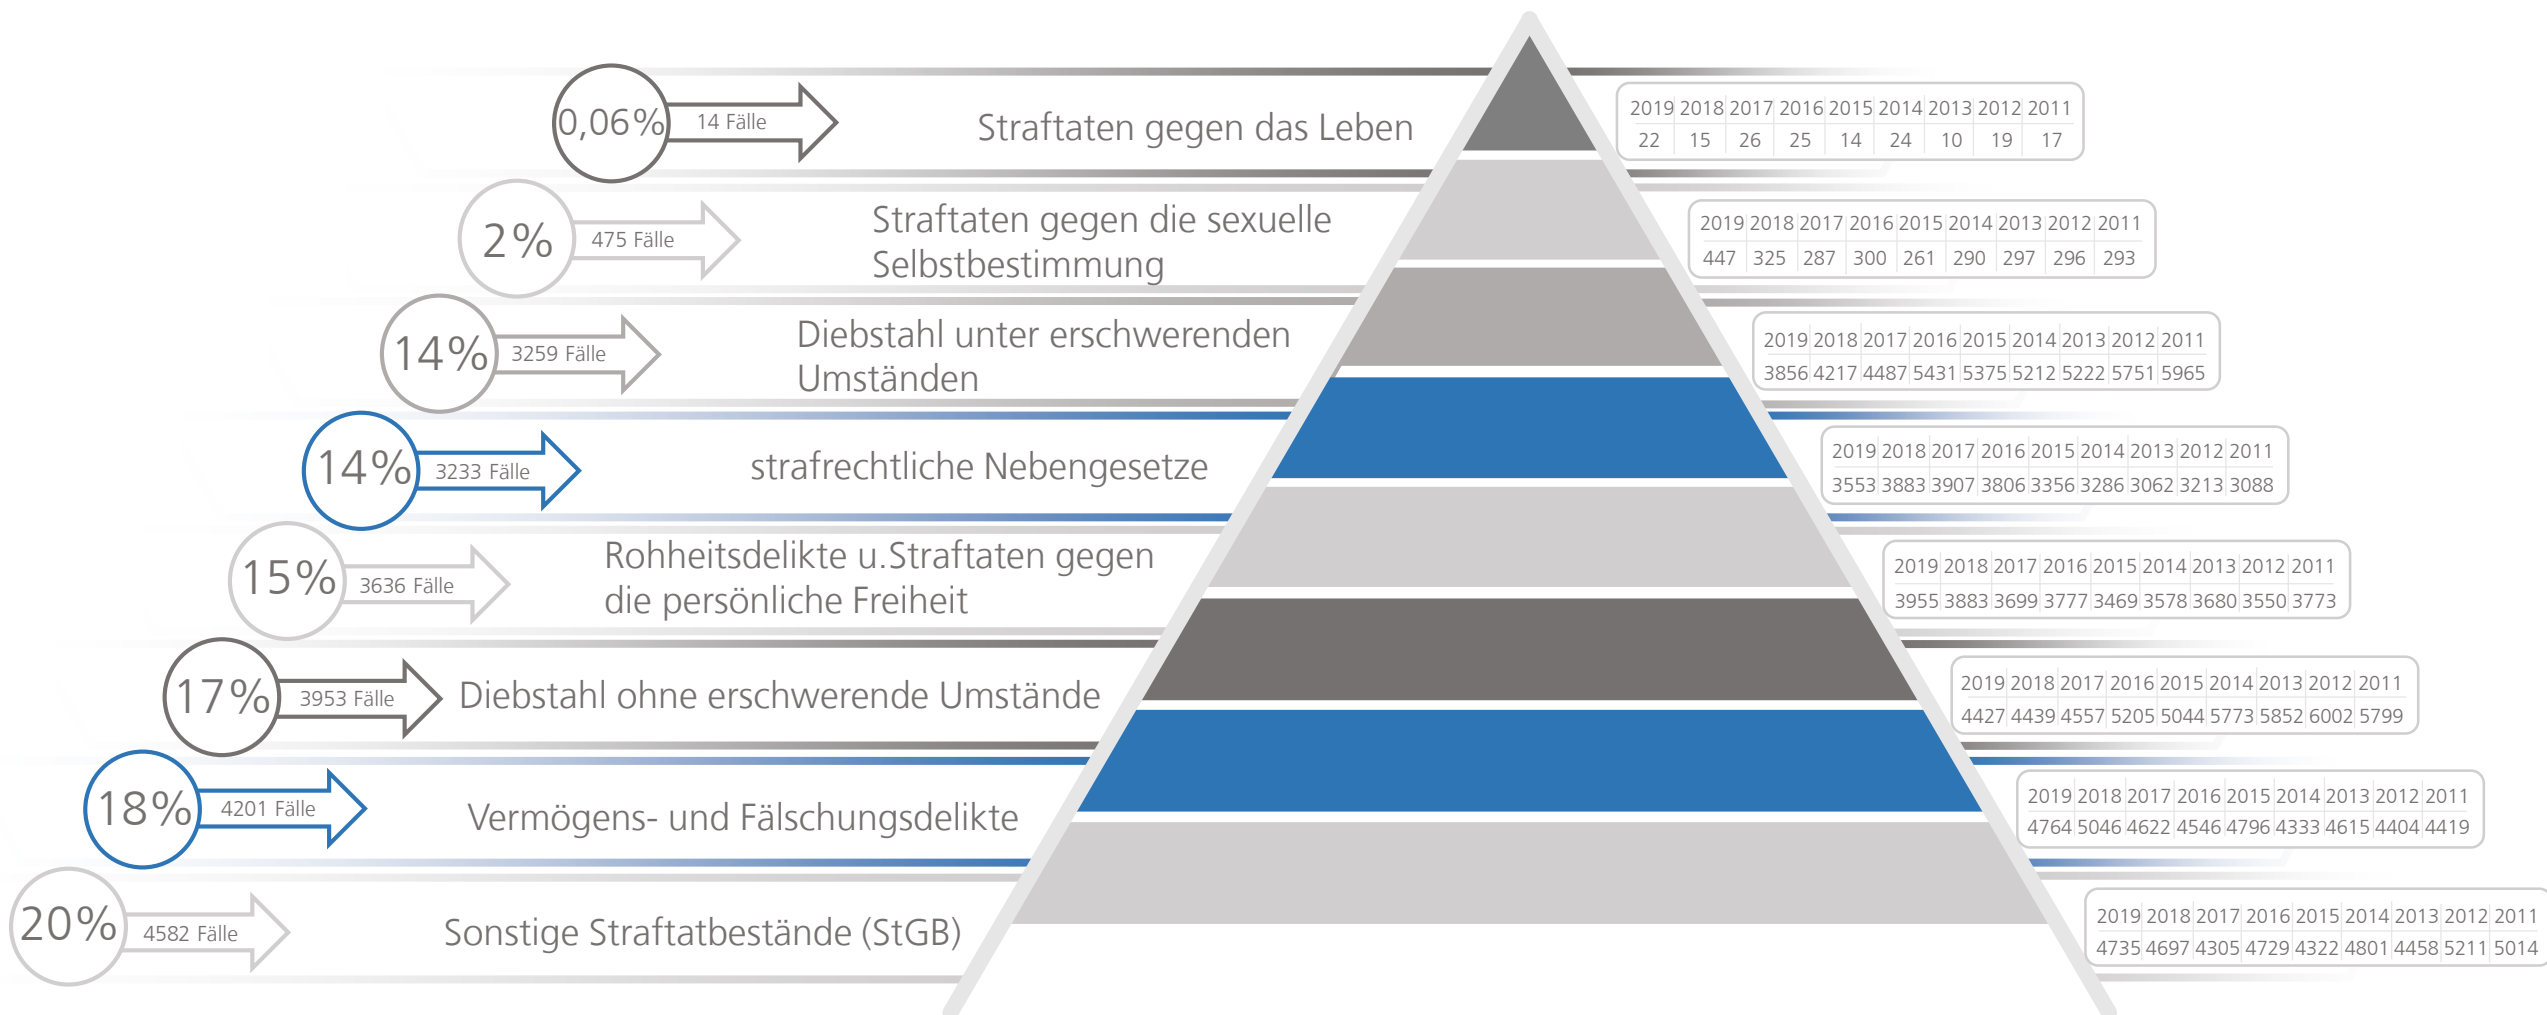 0,06%
14 Fälle
Straftaten gegen das Leben
2019 2018 2017 2016 2015 2014 2013 2012 2011
22 15 26 25 14 24 10 19 17
2%
475 Fälle
Straftaten gegen die sexuelle
Selbstbestimmung
2019 2018 2017 2016 2015 2014 2013 2012 2011
447 325 287 300 261 290 297 296 293
14%
3259 Fälle
Diebstahl unter erschwerenden
Umständen
2019 2018 2017 2016 2015 2014 2013 2012 2011
3856 4217 4487 5431 5375 5212 5222 5751 5965
14%
3233 Fälle
strafrechtliche Nebengesetze
2019 2018 2017 2016 2015 2014 2013 2012 2011
3553 3883 3907 3806 3356 3286 3062 3213 3088
15%
3636 Fälle
Rohheitsdelikte u.Straftaten gegen
die persönliche Freiheit
2019 2018 2017 2016 2015 2014 2013 2012 2011
3955 3883 3699 3777 3469 3578 3680 3550 3773
17%
3953 Fälle
Diebstahl ohne erschwerende Umstände
2019 2018 2017 2016 2015 2014 2013 2012 2011
4427 4439 4557 5205 5044 5773 5852 6002 5799
18%
4201 Fälle
Vermögens- und Fälschungsdelikte
2019 2018 2017 2016 2015 2014 2013 2012 2011
4764 5046 4622 4546 4796 4333 4615 4404 4419
20%
4582 Fälle
Sonstige Straftatbestände (StGB)
2019 2018 2017 2016 2015 2014 2013 2012 2011
4735 4697 4305 4729 4322 4801 4458 5211 5014